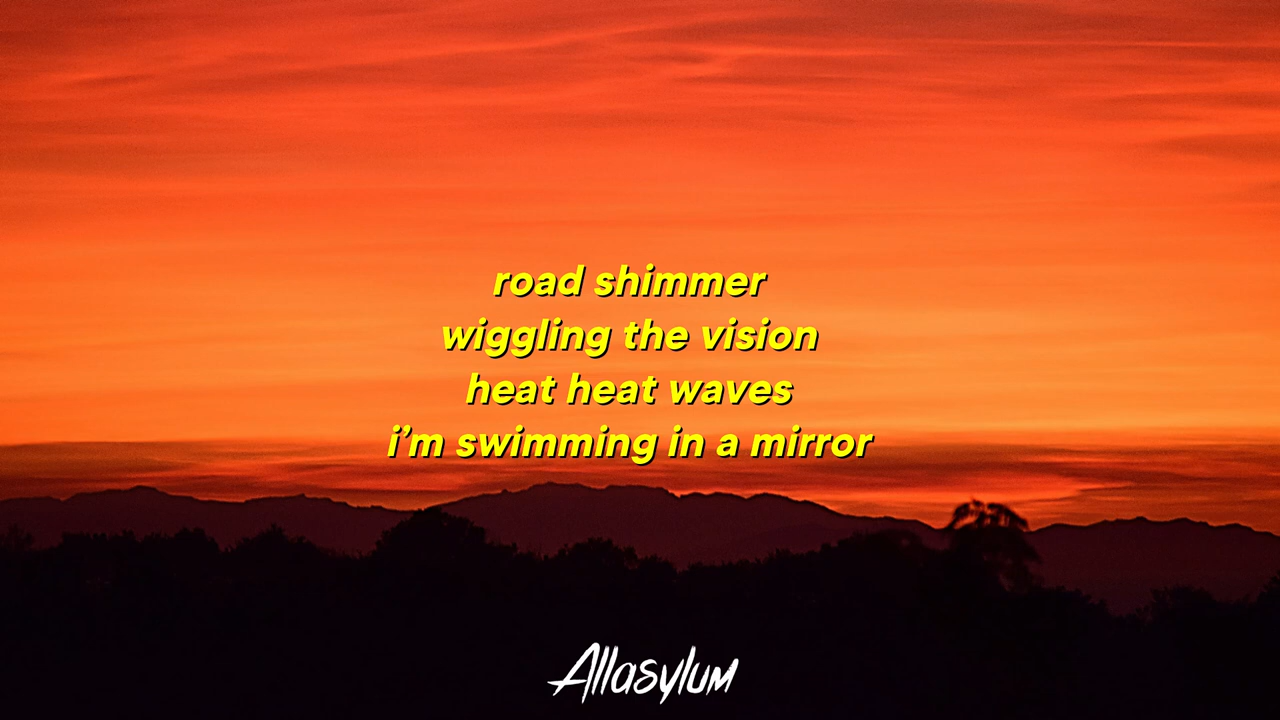 road shimmer
wiggling the vision
heat heat waves
i’m swimming in a mirror
Allasylum